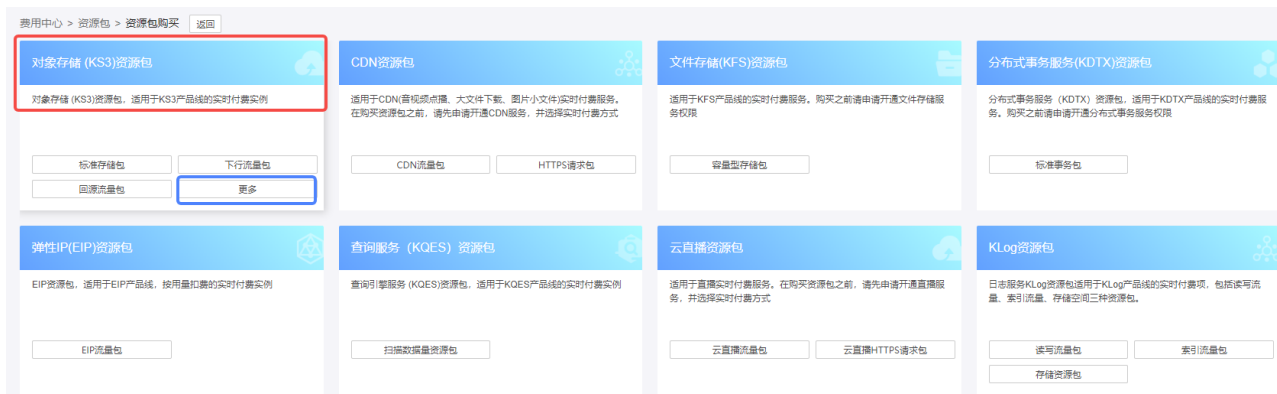 费用中心 > 资源包 > 资源包购买 返回
对象存储 (KS3)资源包
对象存储 (KS3)资源包，适用于KS3产品线的实时付费实例
标准存储包
下行流量包
回源流量包
更多
CDN资源包
适用于CDN(音视频点播、大文件下载、图片小文件)实时付费服务。
在购买资源包之前，请先申请开通CDN服务，并选择实时付费方式
CDN流量包
HTTPS请求包
文件存储(KFS)资源包
适用于KFS产品线的实时付费服务。购买之前请申请开通文件存储服
务权限
容量型存储包
分布式事务服务(KDTX)资源包
分布式事务服务（KDTX）资源包，适用于KDTX产品线的实时付费服
务。购买之前请申请开通分布式事务服务权限
标准事务包
弹性IP(EIP)资源包
EIP资源包，适用于EIP产品线，按用量扣费的实时付费实例
EIP流量包
查询服务（KQES）资源包
查询引擎服务 (KQES)资源包，适用于KQES产品线的实时付费实例
扫描数据量资源包
云直播资源包
适用于直播实时付费服务。在购买资源包之前，请先申请开通直播服
务，并选择实时付费方式
云直播流量包
云直播HTTPS请求包
KLog资源包
日志服务KLog资源包适用于KLog产品线的实时付费项，包括读写流
量、索引流量、存储空间三种资源包。
读写流量包
索引流量包
存储资源包